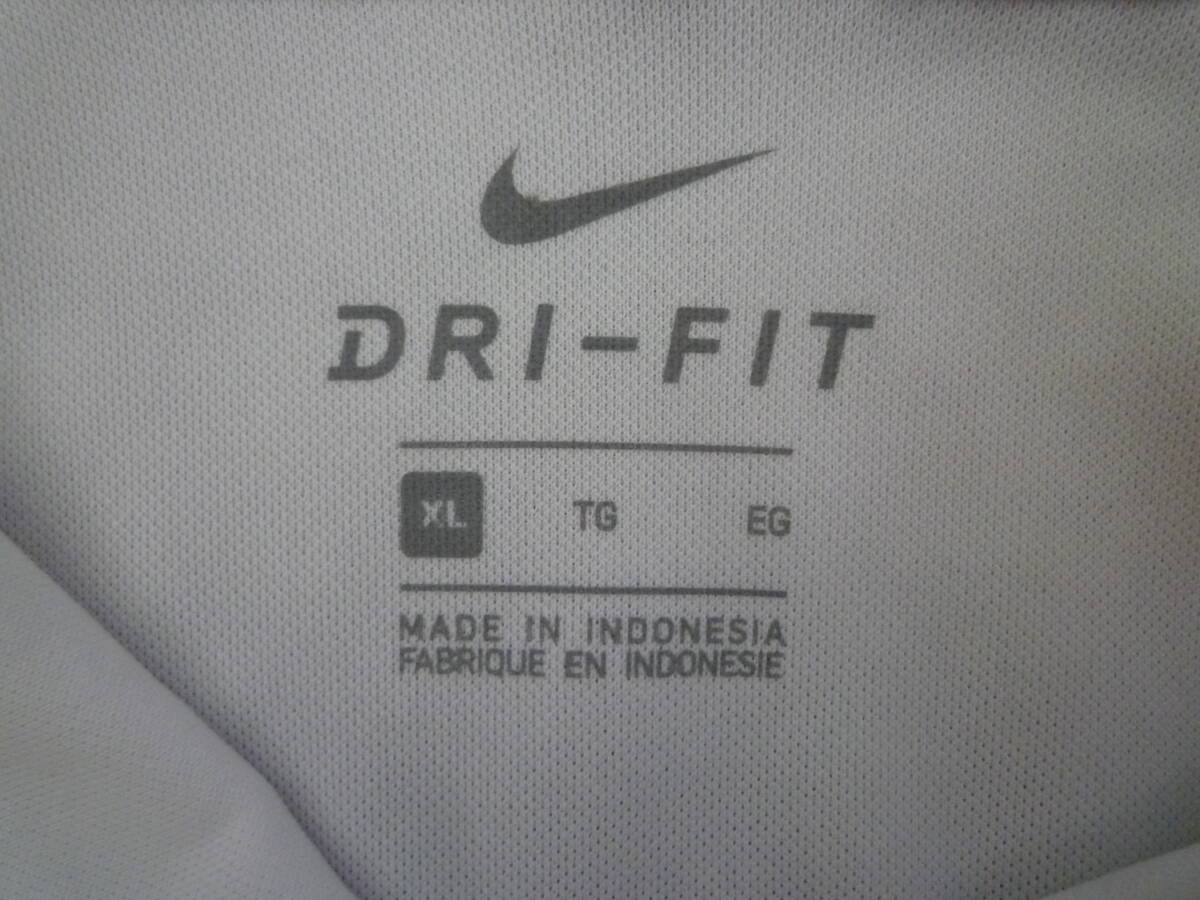 DRI-FIT
XL TG EG
MADE IN INDONESIA
FABRIQUE EN INDONESIE